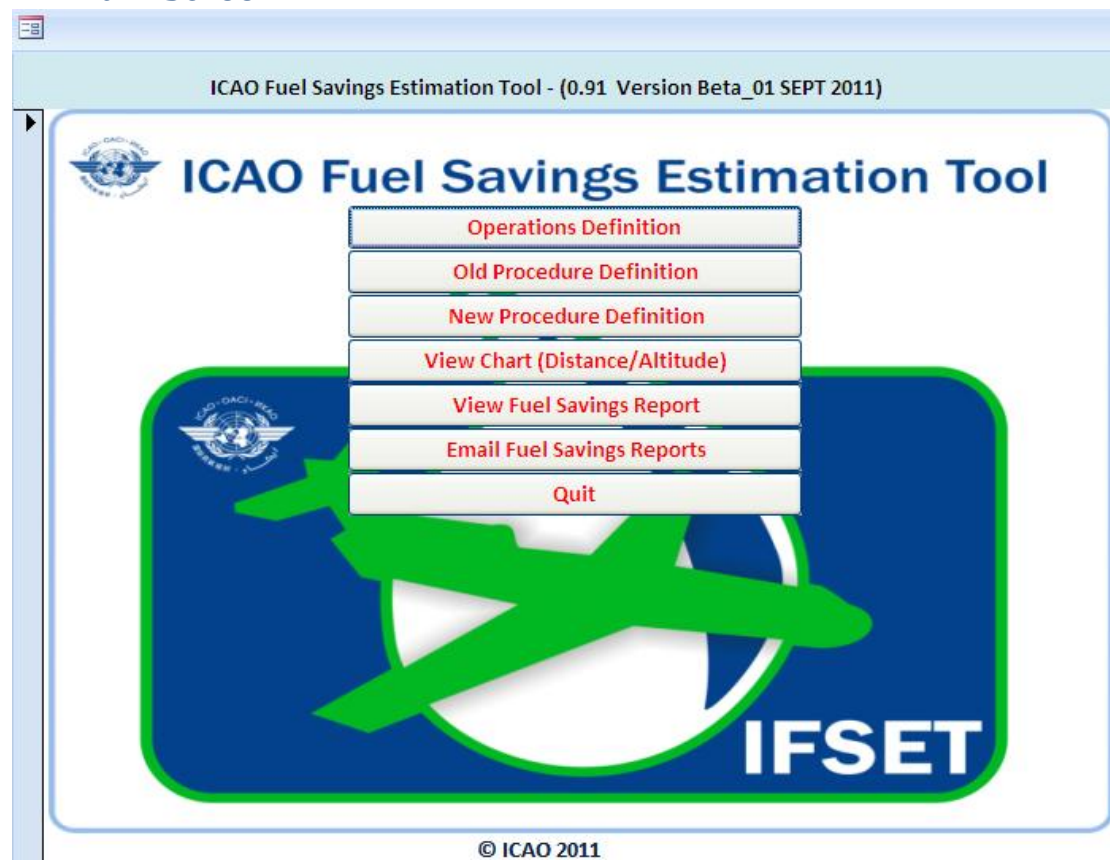 ICAO Fuel Savings Estimation Tool - (0.91 Version Beta_01 SEPT 2011)
ICAO Fuel Savings Estimation Tool
Operations Definition
Old Procedure Definition
New Procedure Definition
View Chart (Distance/Altitude)
View Fuel Savings Report
Email Fuel Savings Reports
Quit
IFSET
© ICAO 2011